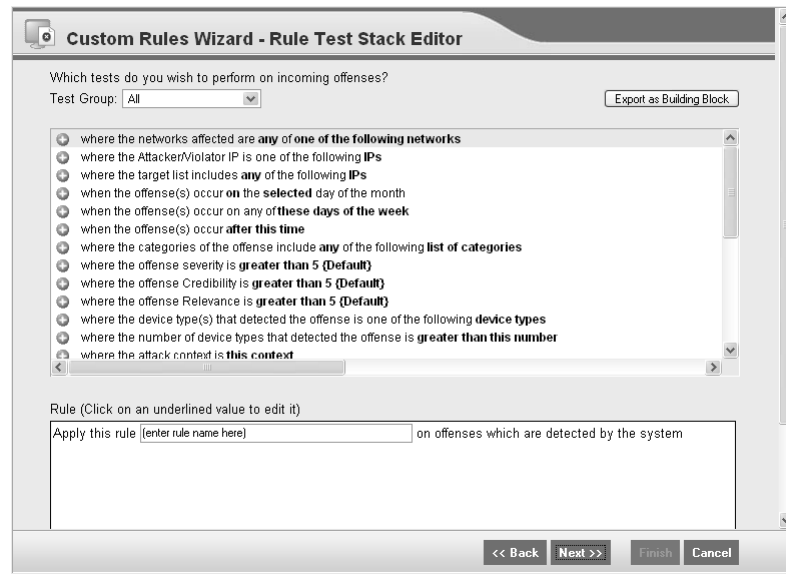 Custom Rules Wizard - Rule Test Stack Editor
Which tests do you wish to perform on incoming offenses?
Test Group: All
Export as Building Block
where the networks affected are any of one of the following networks
where the Attacker/Violator IP is one of the following IPs
where the target list includes any of the following IPs
when the offense(s) occur on the selected day of the month
when the offense(s) occur on any of these days of the week
when the offense(s) occur after this time
where the categories of the offense include any of the following list of categories
where the offense severity is greater than 5 {Default}
where the offense Credibility is greater than 5 {Default}
where the offense Relevance is greater than 5 {Default}
where the device type(s) that detected the offense is one of the following device types
where the number of device types that detected the offense is greater than this number
where the attack context is this context
Rule (Click on an underlined value to edit it)
Apply this rule (enter rule name here) on offenses which are detected by the system
<< Back Next >> Finish Cancel